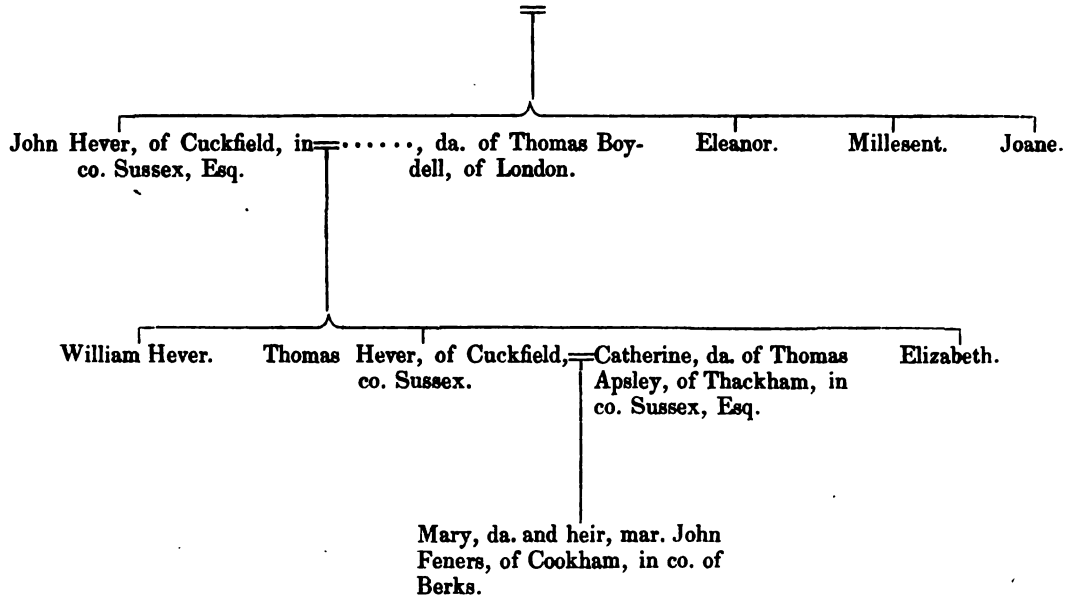 John Hever, of Cuckfield, in
co. Sussex, Esq.
......, da. of Thomas Boy-
dell, of London.
Eleanor.
Millesent.
Joane.
William Hever.
Thomas Hever, of Cuckfield,
co. Sussex.
Catherine, da. of Thomas
Apsley, of Thackham, in
co. Sussex, Esq.
Elizabeth.
Mary, da. and heir, mar. John
Feners, of Cookham, in co. of
Berks.